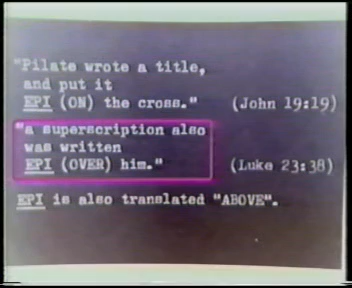 "Pilate wrote a title,
and put it
EPI (ON) the cross." (John 19:19)
"a superscription also
was written
EPI (OVER) him." (Luke 23:38)
EPI is also translated "ABOVE".